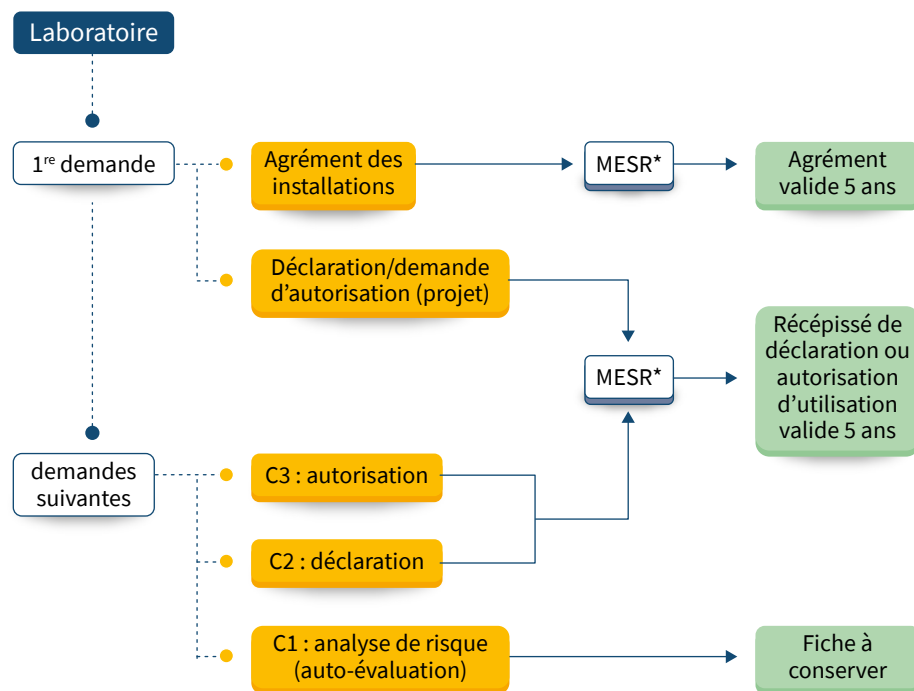 Laboratoire
1re demande
Agrément des
installations
MESR*
Agrément
valide 5 ans
Déclaration/demande
d'autorisation (projet)
MESR*
Récépissé de
déclaration ou
autorisation
d'utilisation
valide 5 ans
demandes
suivantes
C3 : autorisation
C2 : déclaration
C1 : analyse de risque
(auto-évaluation)
Fiche à
conserver